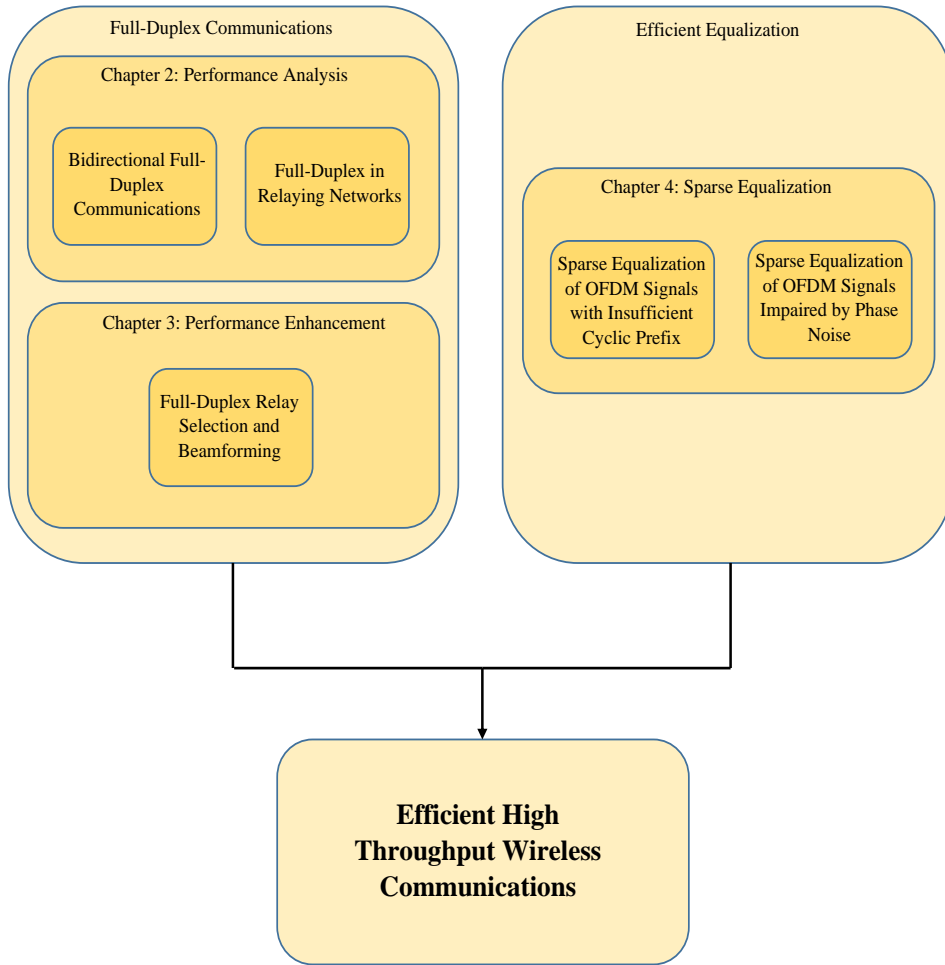 Full-Duplex Communications
Chapter 2: Performance Analysis
Bidirectional Full-
Duplex
Communications
Full-Duplex in
Relaying Networks
Chapter 3: Performance Enhancement
Full-Duplex Relay
Selection and
Beamforming
Efficient Equalization
Chapter 4: Sparse Equalization
Sparse Equalization
of OFDM Signals
with Insufficient
Cyclic Prefix
Sparse Equalization
of OFDM Signals
Impaired by Phase
Noise
Efficient High
Throughput Wireless
Communications